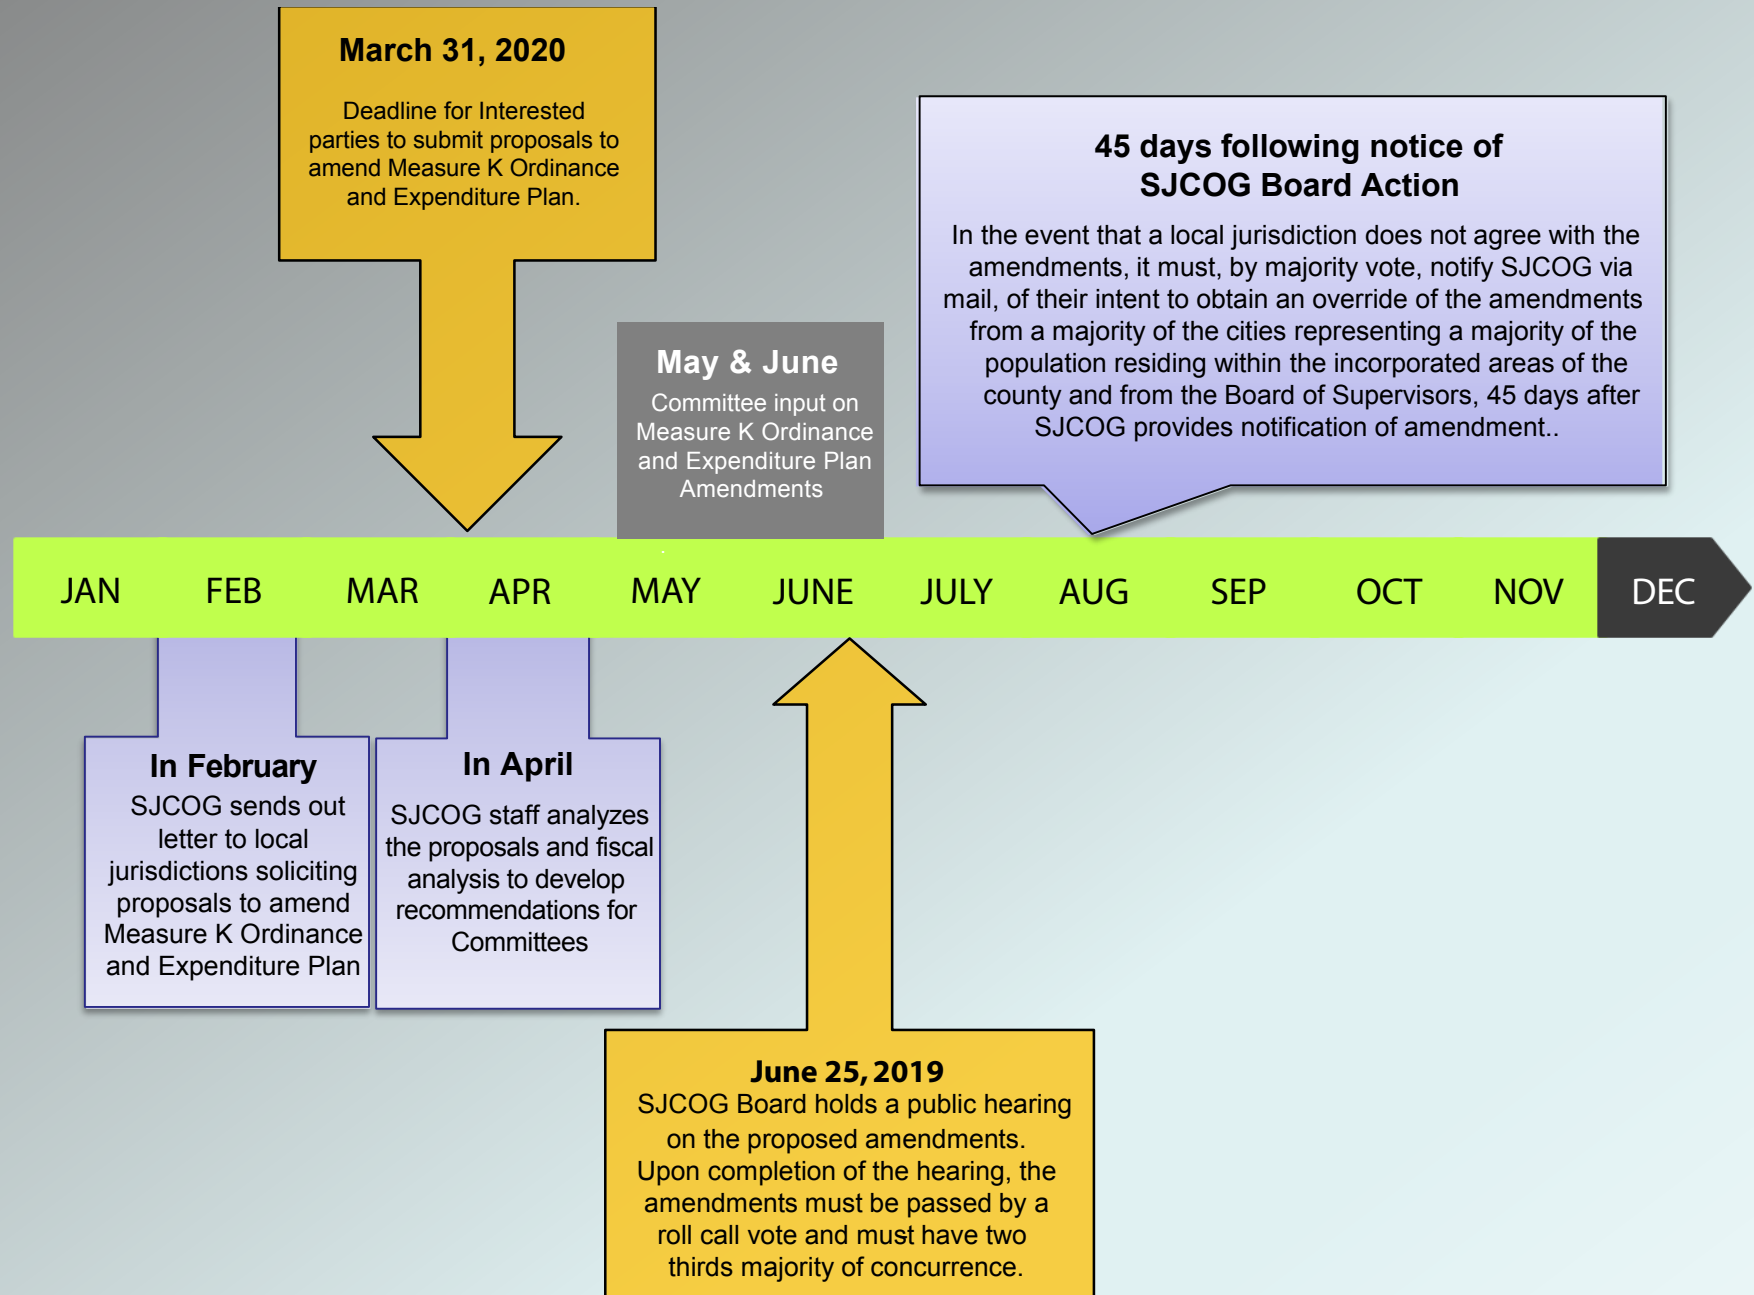 March 31, 2020
Deadline for Interested
parties to submit proposals to
amend Measure K Ordinance
and Expenditure Plan.
45 days following notice of
SJCOG Board Action
In the event that a local jurisdiction does not agree with the
amendments, it must, by majority vote, notify SJCOG via
mail, of their intent to obtain an override of the amendments
from a majority of the cities representing a majority of the
population residing within the incorporated areas of the
county and from the Board of Supervisors, 45 days after
SJCOG provides notification of amendment..
May & June
Committee input on
Measure K Ordinance
and Expenditure Plan
Amendments
.
JAN FEB MAR APR MAY JUNE JULY AUG SEP OCT NOV DEC
In February
SJCOG sends out
letter to local
jurisdictions soliciting
proposals to amend
Measure K Ordinance
and Expenditure Plan
In April
SJCOG staff analyzes
the proposals and fiscal
analysis to develop
recommendations for
Committees
June 25, 2019
SJCOG Board holds a public hearing
on the proposed amendments.
Upon completion of the hearing, the
amendments must be passed by a
roll call vote and must have two
thirds majority of concurrence.